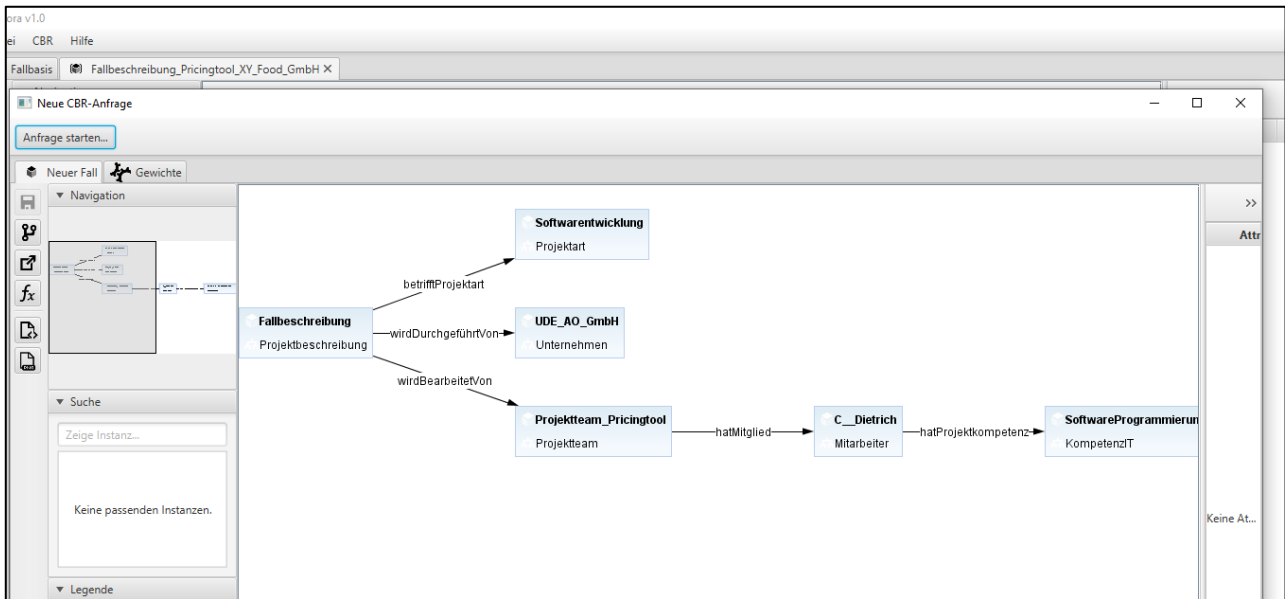 ora v1.0
ei CBR Hilfe
Fallbasis Fallbeschreibung_Pricingtool_XY_Food_GmbH X
Neue CBR-Anfrage
Anfrage starten...
Neuer Fall Gewichte
Navigation
>>
Attr
Softwarentwicklung
Projektart
betrifftProjektart
Fallbeschreibung
Projektbeschreibung
wirdDurchgeführtVon
UDE_AO_GmbH
Unternehmen
wirdBearbeitetVon
Projektteam_Pricingtool
Projektteam
hatMitglied
C__Dietrich
Mitarbeiter
hatProjektkompetenz
SoftwareProgrammierun
KompetenzIT
fx
Suche
Zeige Instanz...
Keine passenden Instanzen.
Keine At...
Legende